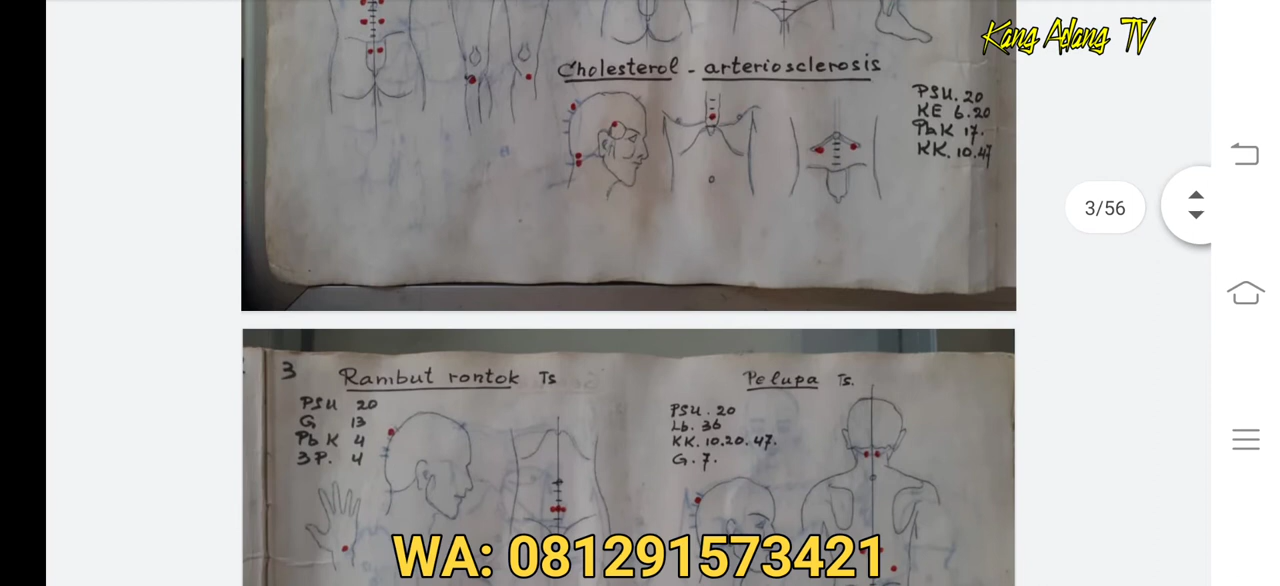 Kang Adang TV
Cholesterol - arteriosclerosis
PSU. 20
KE 6.20
PbK 17.
KK. 10.47
3/56
3
Rambut rontok Ts
PSU 20
G 13
Pb K 4
3P. 4
Pelupa Ts.
PSU. 20
Lb. 36
KK. 10.20.47.
G. 7.
WA: 081291573421